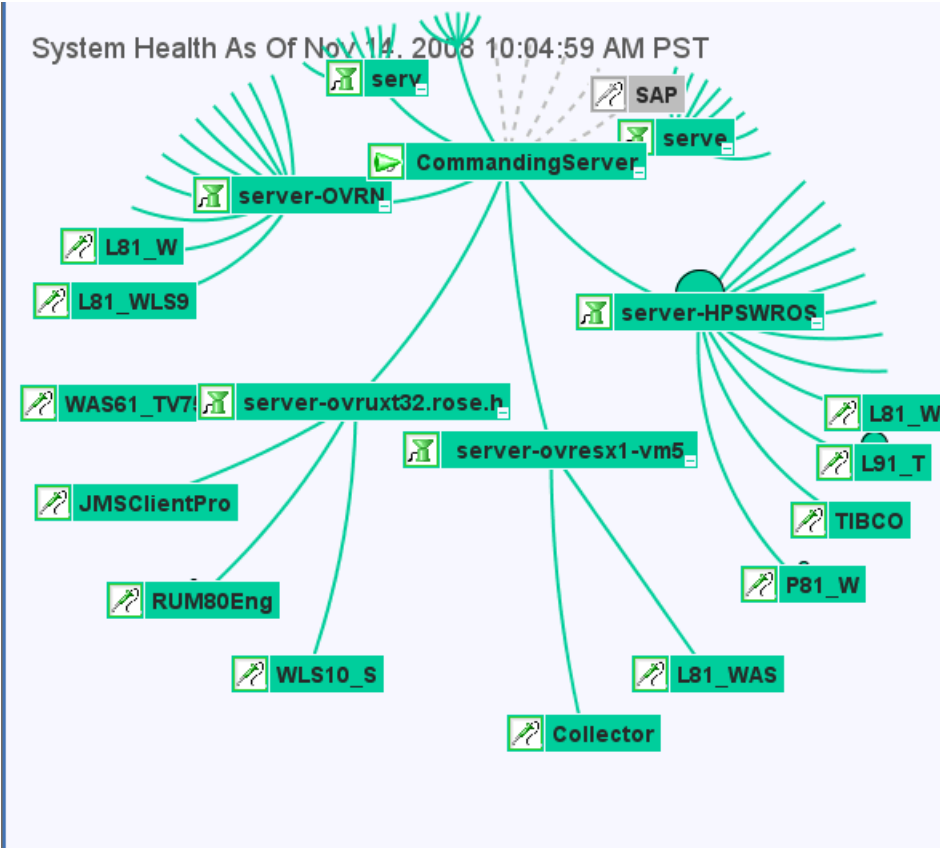 System Health As Of Nov 14, 2008 10:04:59 AM PST
serv
SAP
serve
CommandingServer
server-OVRN
L81_W
L81_WLS9
server-HPSWROS
WAS61_TV75
server-ovruxt32.rose.h
L81_W
server-ovresx1-vm5
L91_T
JMSClientPro
TIBCO
P81_W
RUM80Eng
WLS10_S
L81_WAS
Collector